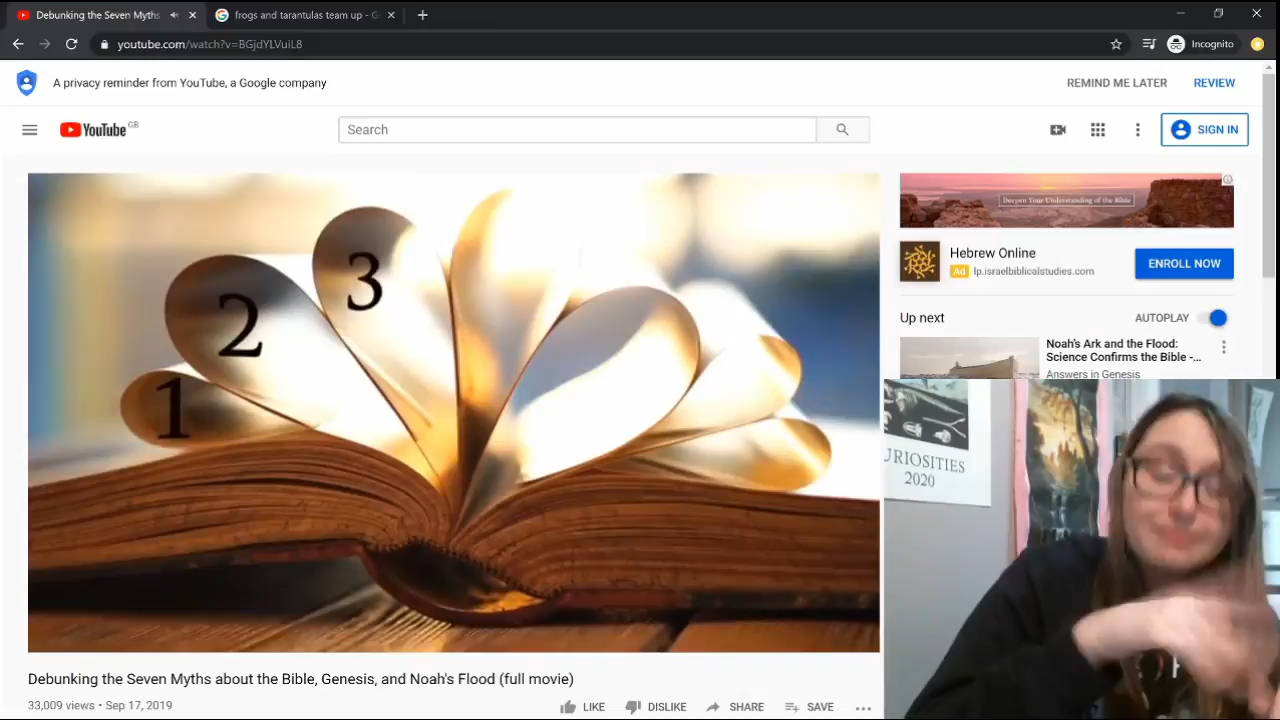 Debunking the Seven Myths
frogs and tarantulas team up - G
youtube.com/watch?v=BGjdYLVuiL8
Incognito
A privacy reminder from YouTube, a Google company
REMIND ME LATER
REVIEW
YouTube GB
Search
SIGN IN
Deepen Your Understanding of the Bible
Hebrew Online
Ad lp.israelbiblicalstudies.com
ENROLL NOW
Up next
AUTOPLAY
Noah's Ark and the Flood:
Science Confirms the Bible -...
Answers in Genesis
1
2
3
URIOSITIES
2020
Debunking the Seven Myths about the Bible, Genesis, and Noah's Flood (full movie)
33,009 views • Sep 17, 2019
LIKE
DISLIKE
SHARE
SAVE